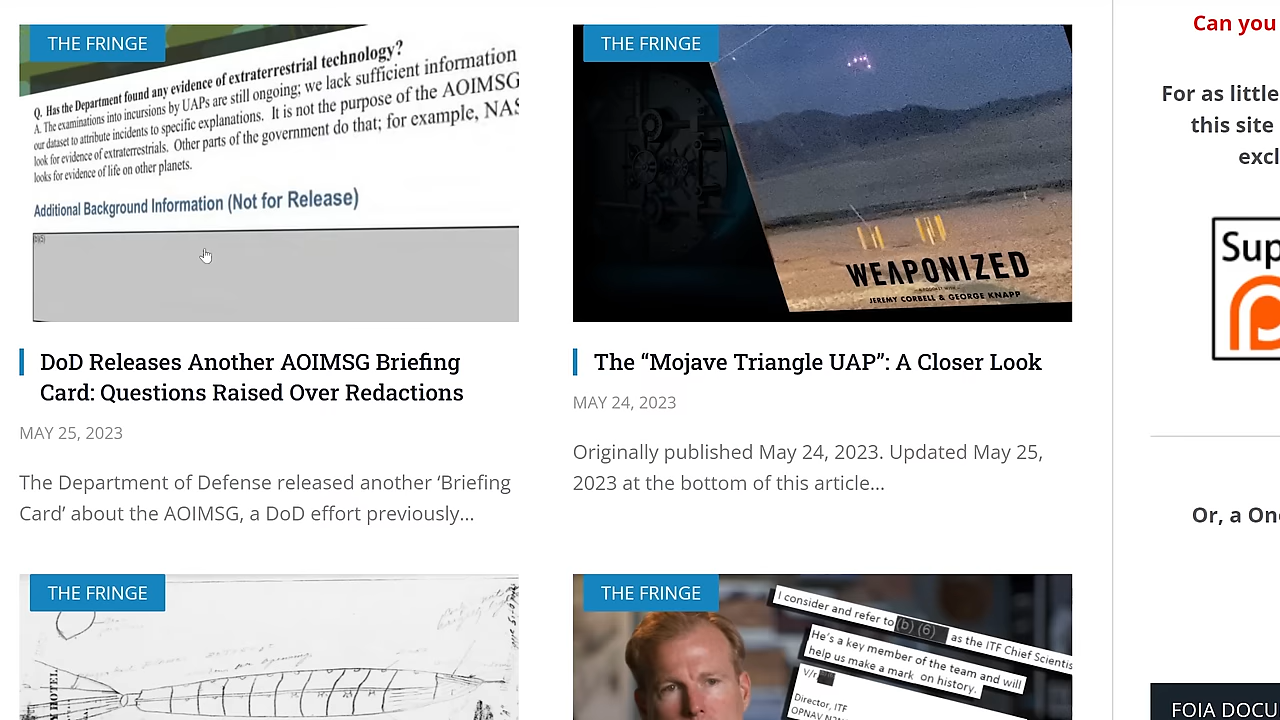 THE FRINGE
Q. Has the Department found any evidence of extraterrestrial technology?
A. The examinations into incursions by UAPs are still ongoing; we lack sufficient information
our dataset to attribute incidents to specific explanations. It is not the purpose of the AOIMSG
look for evidence of extraterrestrials. Other parts of the government do that; for example, NAS
looks for evidence of life on other planets.
Additional Background Information (Not for Release)
(b)(5)
DoD Releases Another AOIMSG Briefing
Card: Questions Raised Over Redactions
MAY 25, 2023
The Department of Defense released another ‘Briefing
Card’ about the AOIMSG, a DoD effort previously...
THE FRINGE
WEAPONIZED
JEREMY CORBELL & GEORGE KNAPP
The “Mojave Triangle UAP”: A Closer Look
MAY 24, 2023
Originally published May 24, 2023. Updated May 25,
2023 at the bottom of this article...
THE FRINGE
HOTEL
THE FRINGE
I consider and refer to (b) (6) as the ITF Chief Scientis
He's a key member of the team and will
help us make a mark on history.
V/r
Director, ITF
OPNAV
Can you
For as little
this site
excl
Sup
Or, a One
FOIA DOCU